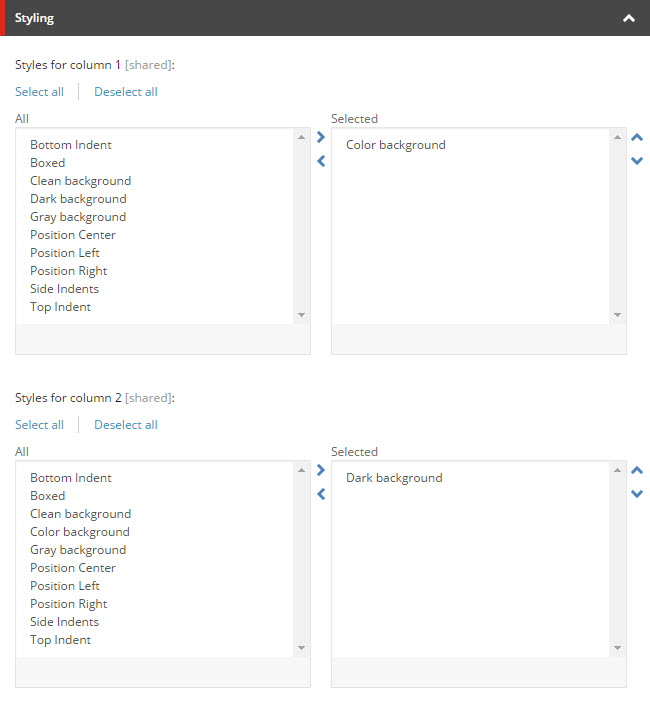 Styling
Styles for column 1 [shared]:
Select all Deselect all
All
Bottom Indent
Boxed
Clean background
Dark background
Gray background
Position Center
Position Left
Position Right
Side Indents
Top Indent
Selected
Color background
Styles for column 2 [shared]:
Select all Deselect all
All
Bottom Indent
Boxed
Clean background
Color background
Gray background
Position Center
Position Left
Position Right
Side Indents
Top Indent
Selected
Dark background